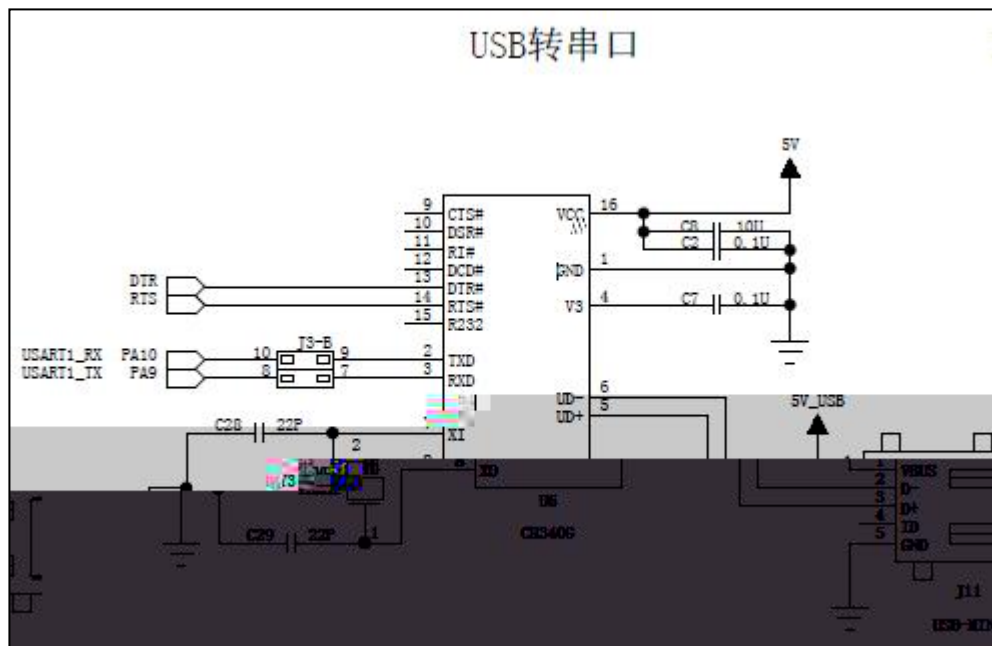 USB转串口
5V
9 CTS# VCC 16
10 DSR# C8 10U
11 RI# C2 0.1U
12 DCD# GND 1
DTR 13 DTR#
RTS 14 RTS# V3 4 C7 0.1U
15 R232
J3-B
USART1_RX PA10 10 9 2 TXD
USART1_TX PA9 8 7 3 RXD
UD- 6
UD+ 5
5V_USB
C28 22P XI
2
XO
1 VBUS
2 D-
3 D+
4 ID
5 GND
U6
C29 22P 1 CH340G
J11